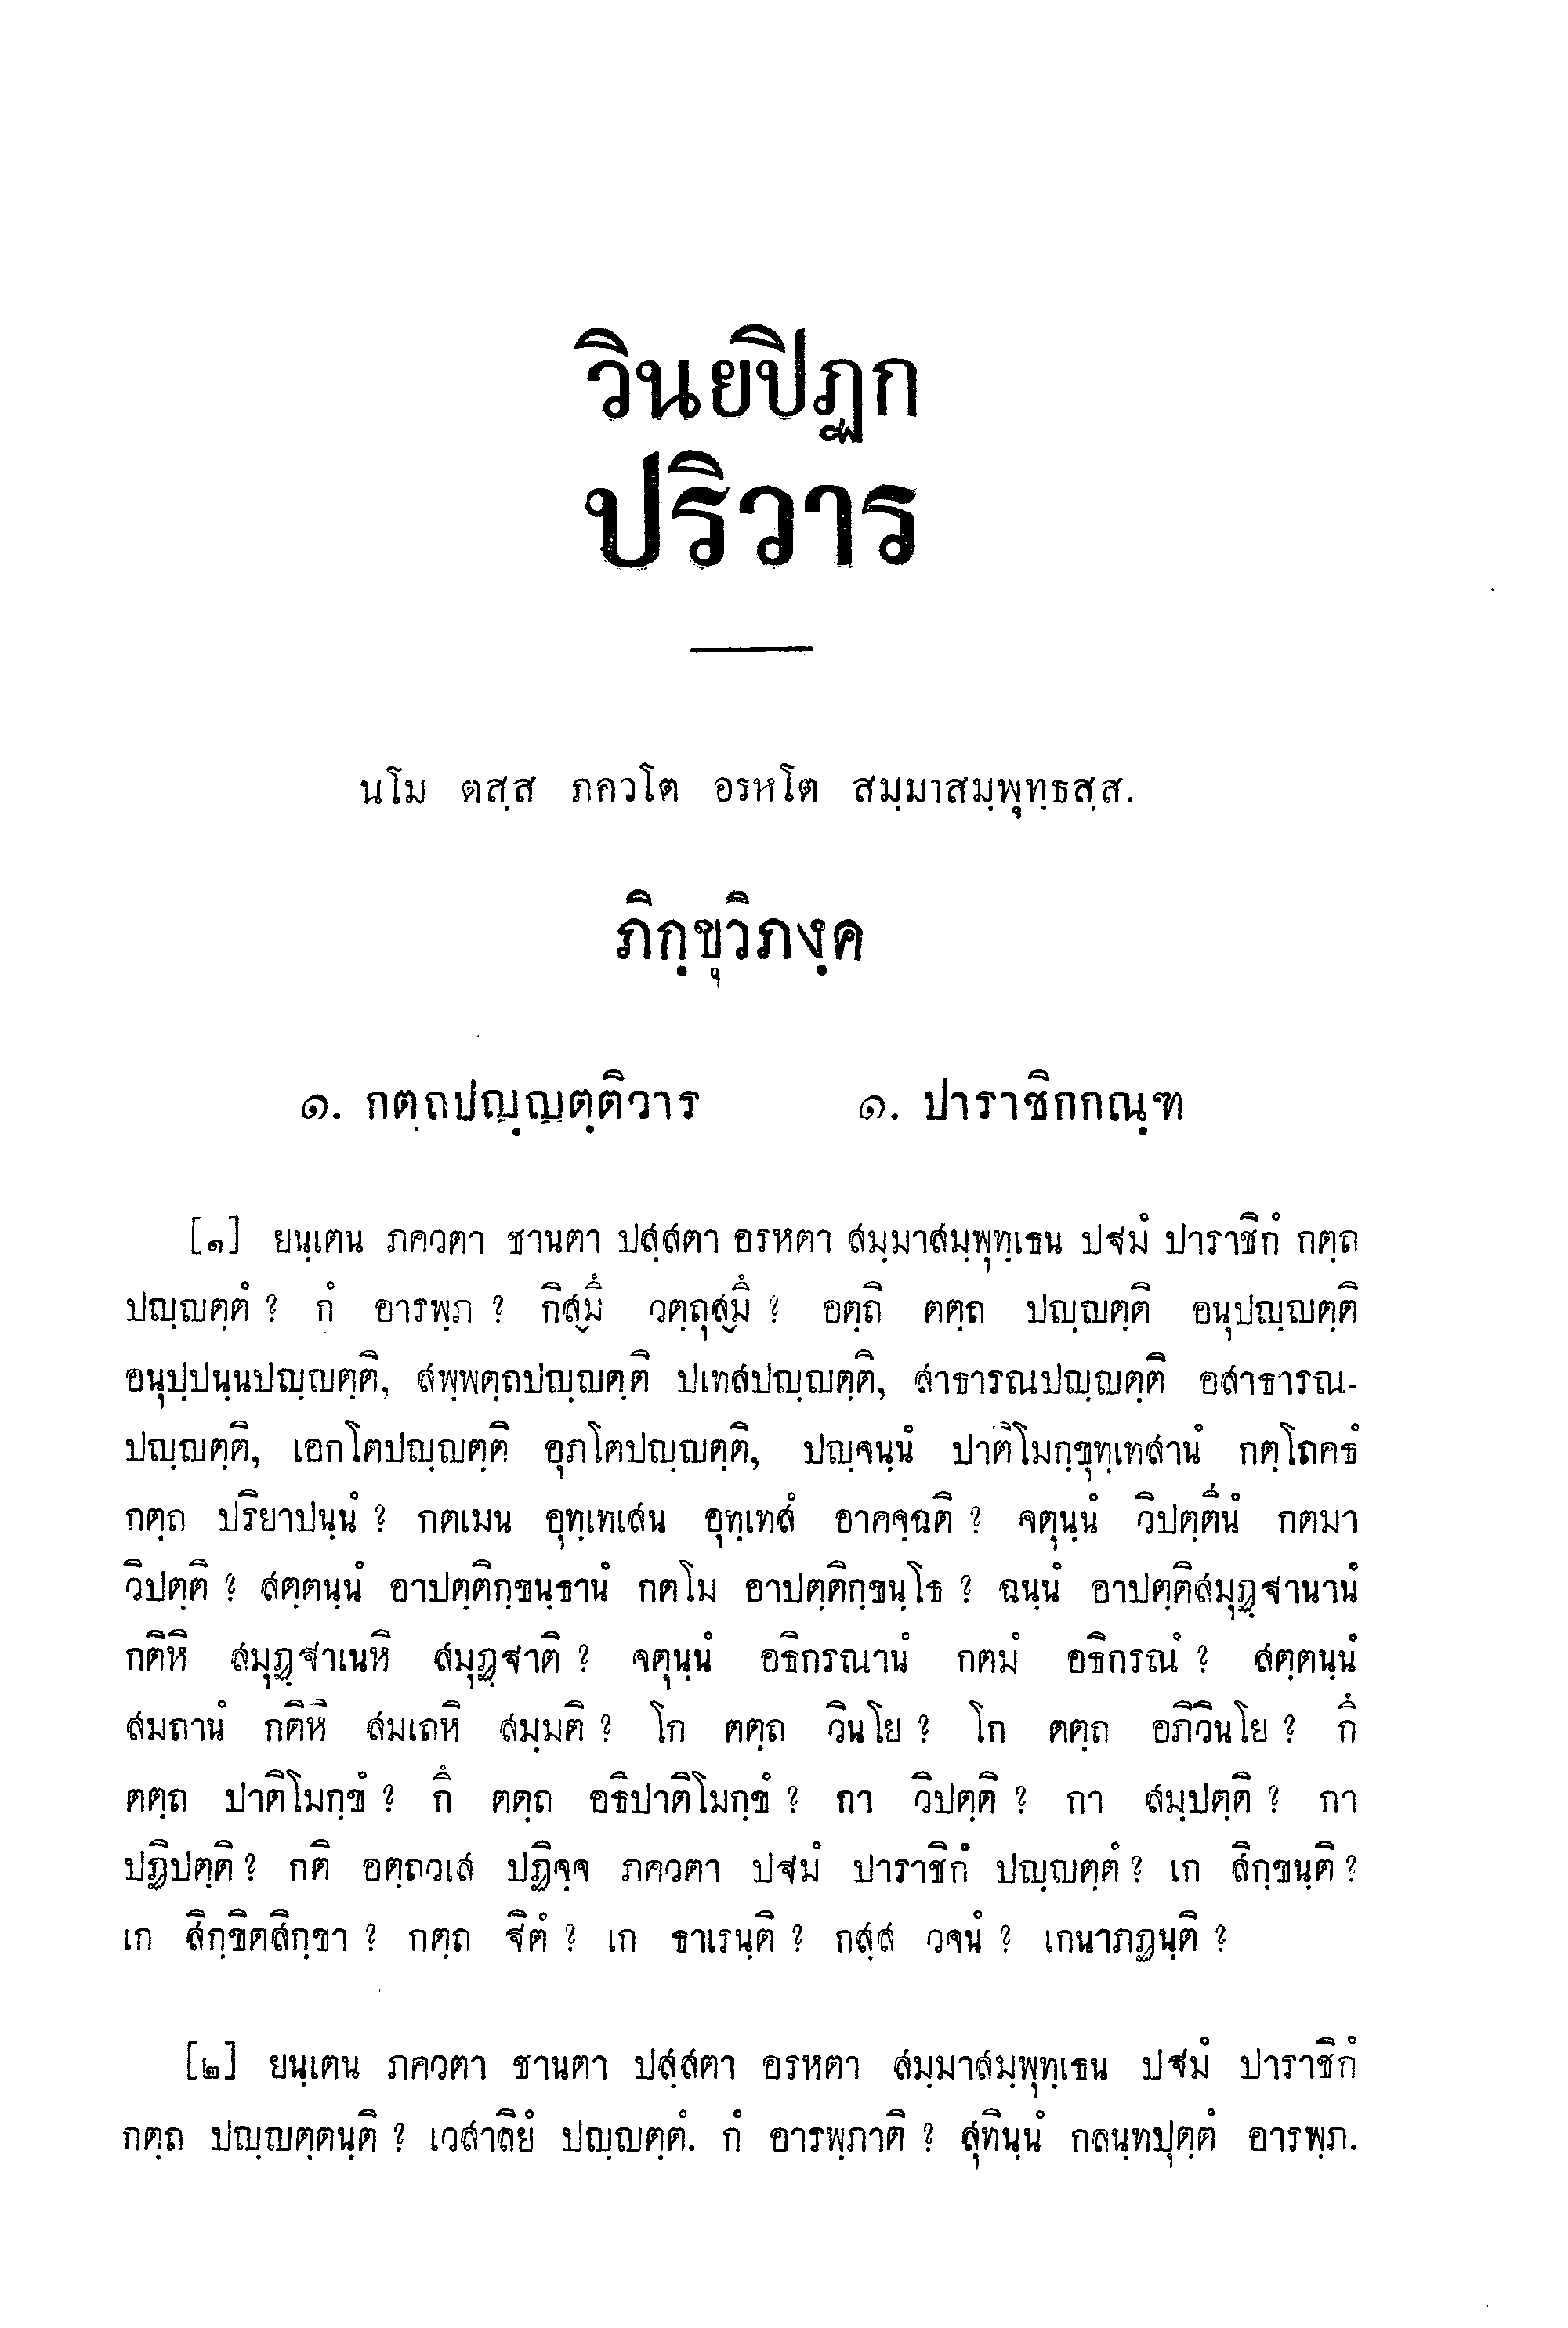 วินยปิฏก
ปริวาร
นโม ตสฺส ภควโต อรหโต สมฺมาสมฺพุทฺธสฺส.
ภิกฺขุวิภงฺค
๑. กตฺถปญฺญตฺติวาร ๑. ปาราชิกกณฺฑ
[๑] ยนฺเตน ภควตา ชานตา ปสฺสตา อรหตา สมฺมาสมฺพุทฺเธน ปฐมํ ปาราชิกํ กตฺถ
ปญฺญตฺตํ ? กํ อารพฺภ ? กิสฺมิํ วตฺถุสฺมิํ ? อตฺถิ ตตฺถ ปญฺญตฺติ อนุปญฺญตฺติ
อนุปฺปนฺนปญฺญตฺติ, สพฺพตฺถปญฺญตฺติ ปเทสปญฺญตฺติ, สาธารณปญฺญตฺติ อสาธารณ-
ปญฺญตฺติ, เอกโตปญฺญตฺติ อุภโตปญฺญตฺติ, ปญฺจนฺนํ ปาติโมกฺขุทฺเทสานํ กตฺโถคธํ
กตฺถ ปริยาปนฺนํ ? กตเมน อุทฺเทเสน อุทฺเทสํ อาคจฺฉติ ? จตุนฺนํ วิปตฺตีนํ กตมา
วิปตฺติ ? สตฺตนฺนํ อาปตฺติกฺขนฺธานํ กตโม อาปตฺติกฺขนฺโธ ? ฉนฺนํ อาปตฺติสมุฏฺฐานานํ
กตีหิ สมุฏฺฐาเนหิ สมุฏฺฐาติ ? จตุนฺนํ อธิกรณานํ กตมํ อธิกรณํ ? สตฺตนฺนํ
สมถานํ กตีหิ สมเถหิ สมฺมติ ? โก ตตฺถ วินโย ? โก ตตฺถ อภิวินโย ? กิํ
ตตฺถ ปาติโมกฺขํ ? กิํ ตตฺถ อธิปาติโมกฺขํ ? กา วิปตฺติ ? กา สมฺปตฺติ ? กา
ปฏิปตฺติ ? กติ อตฺถวเส ปฏิจฺจ ภควตา ปฐมํ ปาราชิกํ ปญฺญตฺตํ ? เก สิกฺขนฺติ ?
เก สิกฺขิตสิกฺขา ? กตฺถ ฐิตํ ? เก ธาเรนฺติ ? กสฺส วจนํ ? เกนาภฏนฺติ ?
[๒] ยนฺเตน ภควตา ชานตา ปสฺสตา อรหตา สมฺมาสมฺพุทฺเธน ปฐมํ ปาราชิกํ
กตฺถ ปญฺญตฺตนฺติ ? เวสาลิยํ ปญฺญตฺตํ. กํ อารพฺภาติ ? สุทินฺนํ กลนฺทปุตฺตํ อารพฺภ.